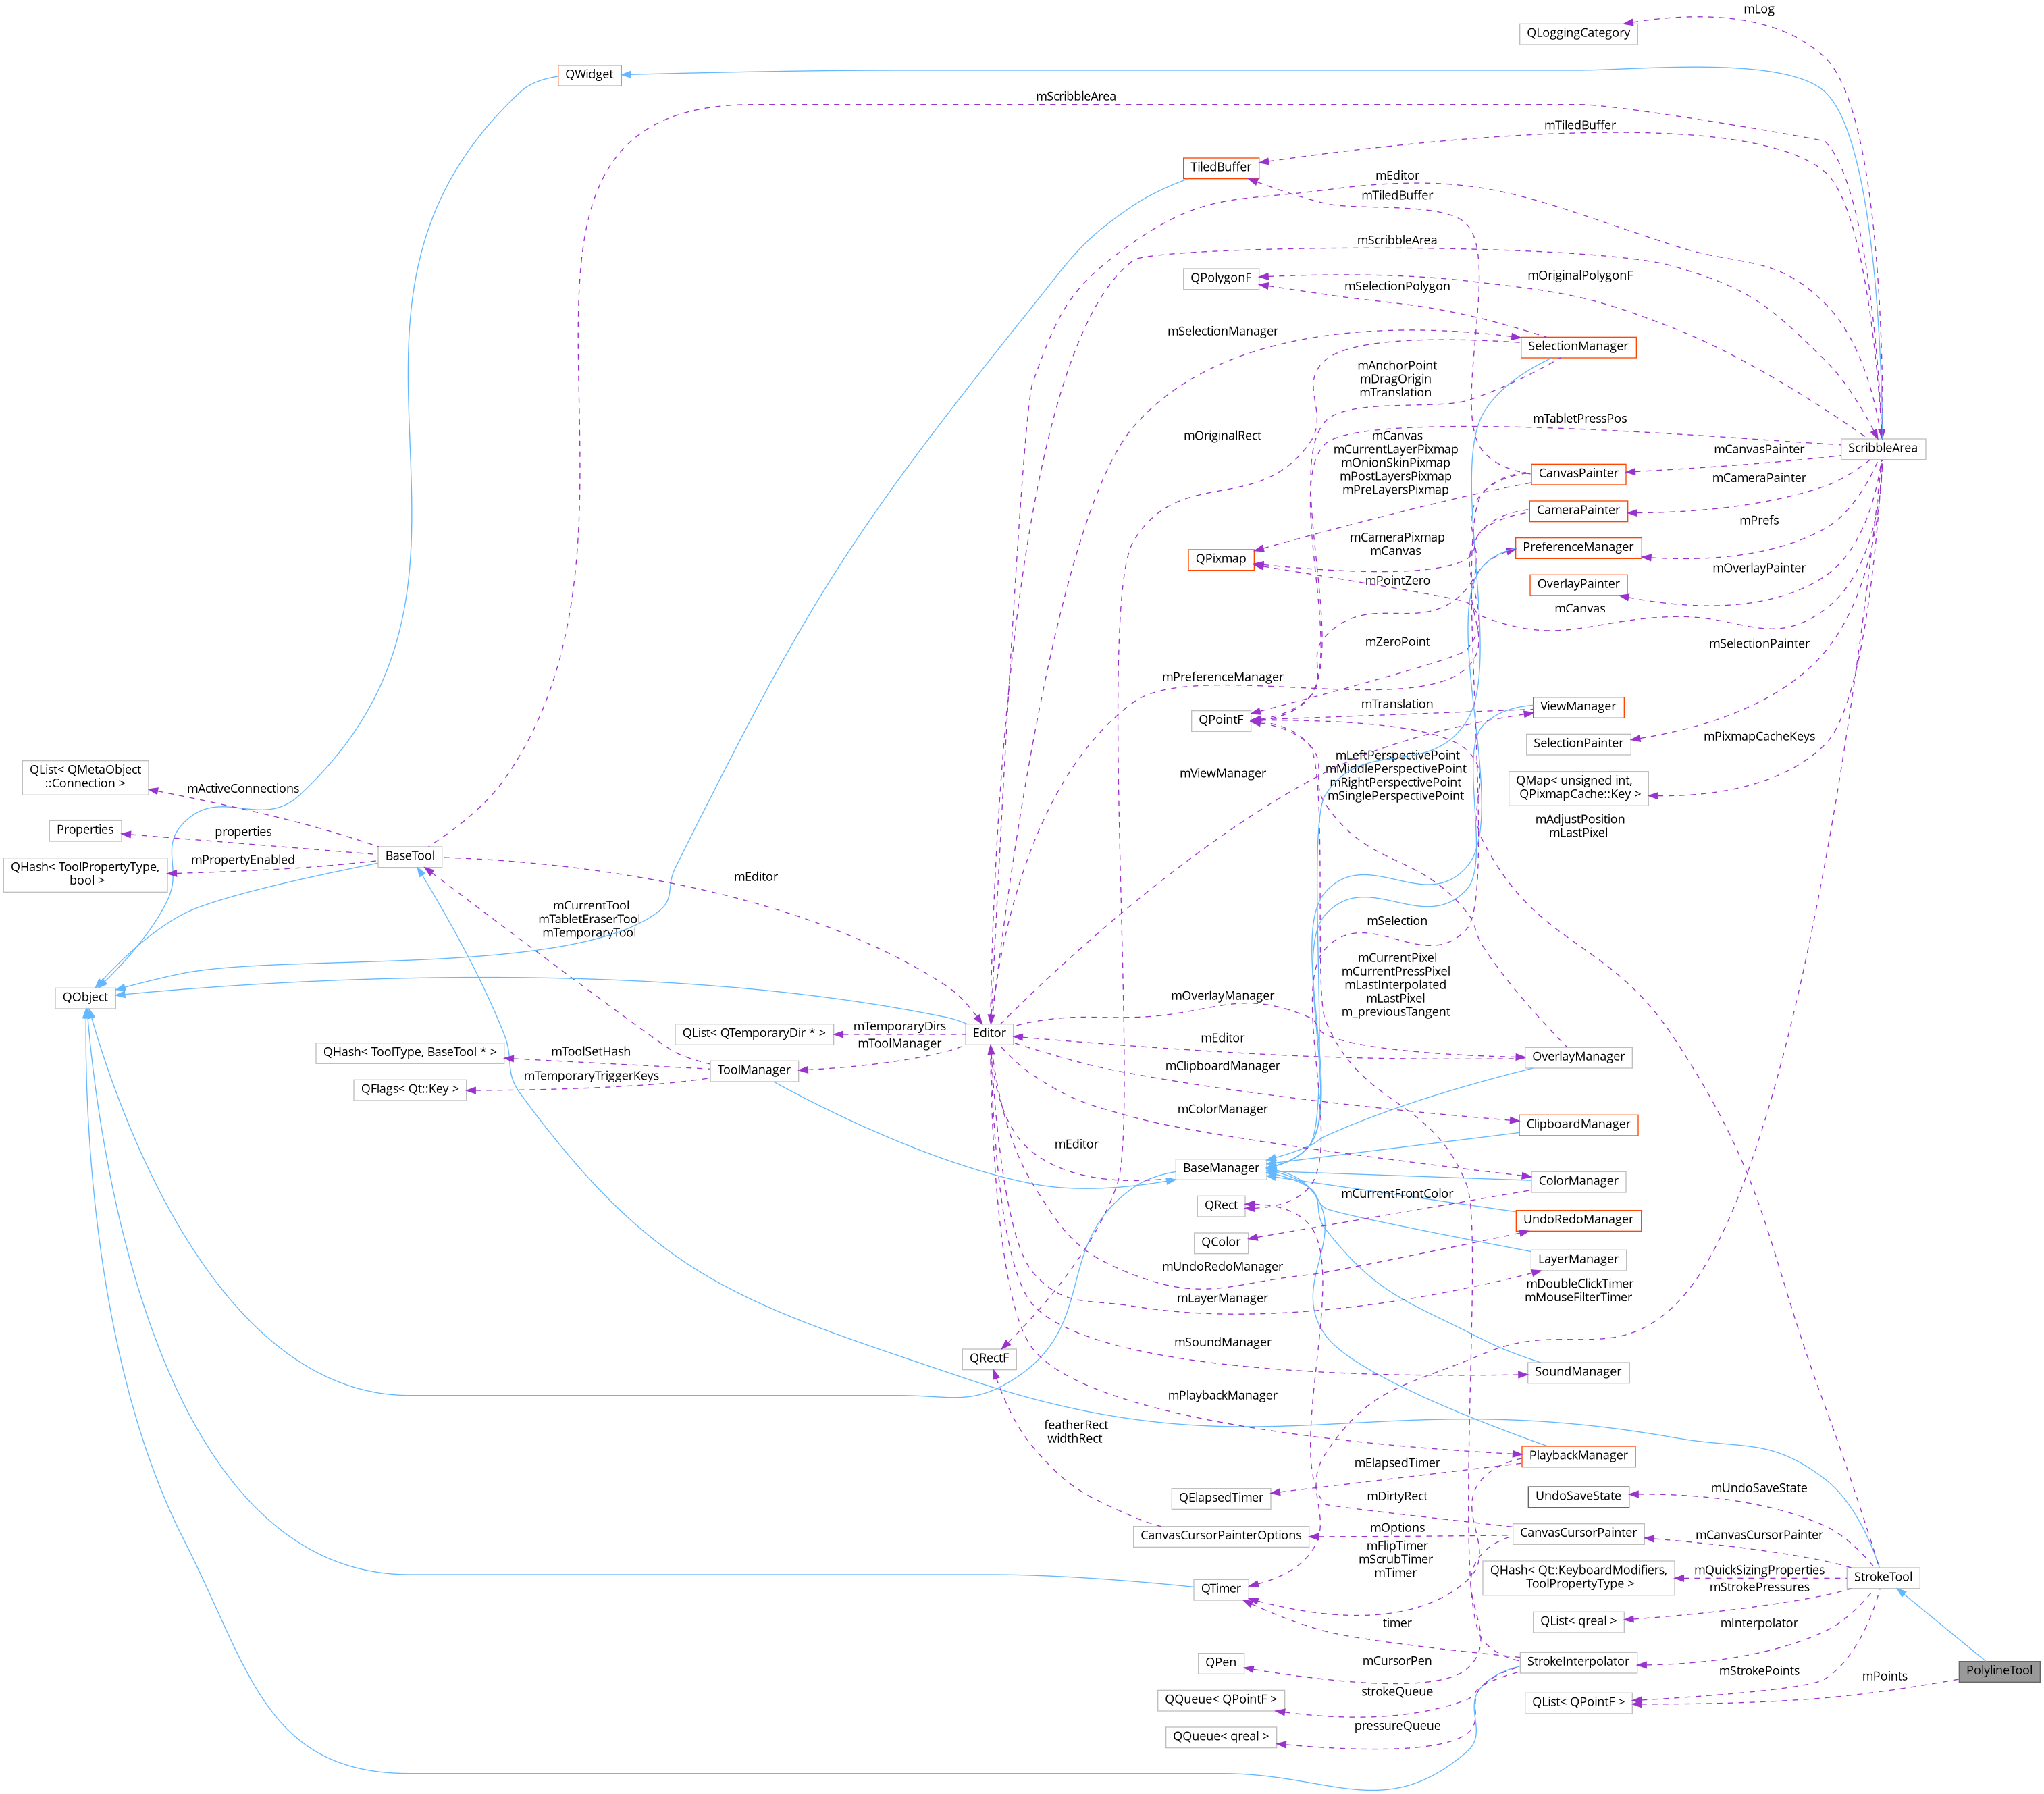 mLog
QLoggingCategory
QWidget
mScribbleArea
mTiledBuffer
TiledBuffer
mEditor
mTiledBuffer
mScribbleArea
QPolygonF
mOriginalPolygonF
mSelectionPolygon
mSelectionManager
SelectionManager
mAnchorPoint
mDragOrigin
mTranslation
mOriginalRect
mTabletPressPos
mCanvas
mCurrentLayerPixmap
mOnionSkinPixmap
mPostLayersPixmap
mPreLayersPixmap
ScribbleArea
mCanvasPainter
CanvasPainter
mCameraPainter
CameraPainter
mPrefs
PreferenceManager
mCameraPixmap
mCanvas
QPixmap
mOverlayPainter
OverlayPainter
mPointZero
mCanvas
mZeroPoint
mSelectionPainter
mPreferenceManager
QPointF
mTranslation
ViewManager
mPixmapCacheKeys
SelectionPainter
mViewManager
mLeftPerspectivePoint
mMiddlePerspectivePoint
mRightPerspectivePoint
mSinglePerspectivePoint
QMap< unsigned int,
QPixmapCache::Key >
mAdjustPosition
mLastPixel
QList< QMetaObject
::Connection >
mActiveConnections
Properties
properties
QHash< ToolPropertyType,
bool >
mPropertyEnabled
BaseTool
mEditor
mCurrentTool
mTabletEraserTool
mTemporaryTool
mSelection
mCurrentPixel
mCurrentPressPixel
mLastInterpolated
mLastPixel
m_previousTangent
QObject
mOverlayManager
QList< QTemporaryDir * >
mTemporaryDirs
Editor
mEditor
QHash< ToolType, BaseTool * >
mToolSetHash
mToolManager
OverlayManager
QFlags< Qt::Key >
mTemporaryTriggerKeys
ToolManager
mClipboardManager
mColorManager
ClipboardManager
mEditor
BaseManager
ColorManager
QRect
mCurrentFrontColor
UndoRedoManager
QColor
LayerManager
mUndoRedoManager
mLayerManager
mDoubleClickTimer
mMouseFilterTimer
QRectF
mSoundManager
SoundManager
mPlaybackManager
featherRect
widthRect
mElapsedTimer
PlaybackManager
QElapsedTimer
mDirtyRect
UndoSaveState
mUndoSaveState
CanvasCursorPainterOptions
mOptions
CanvasCursorPainter
mCanvasCursorPainter
mFlipTimer
mScrubTimer
mTimer
QTimer
QHash< Qt::KeyboardModifiers,
ToolPropertyType >
mQuickSizingProperties
mStrokePressures
StrokeTool
QList< qreal >
timer
mInterpolator
QPen
mCursorPen
StrokeInterpolator
mStrokePoints
mPoints
PolylineTool
QQueue< QPointF >
strokeQueue
QList< QPointF >
QQueue< qreal >
pressureQueue